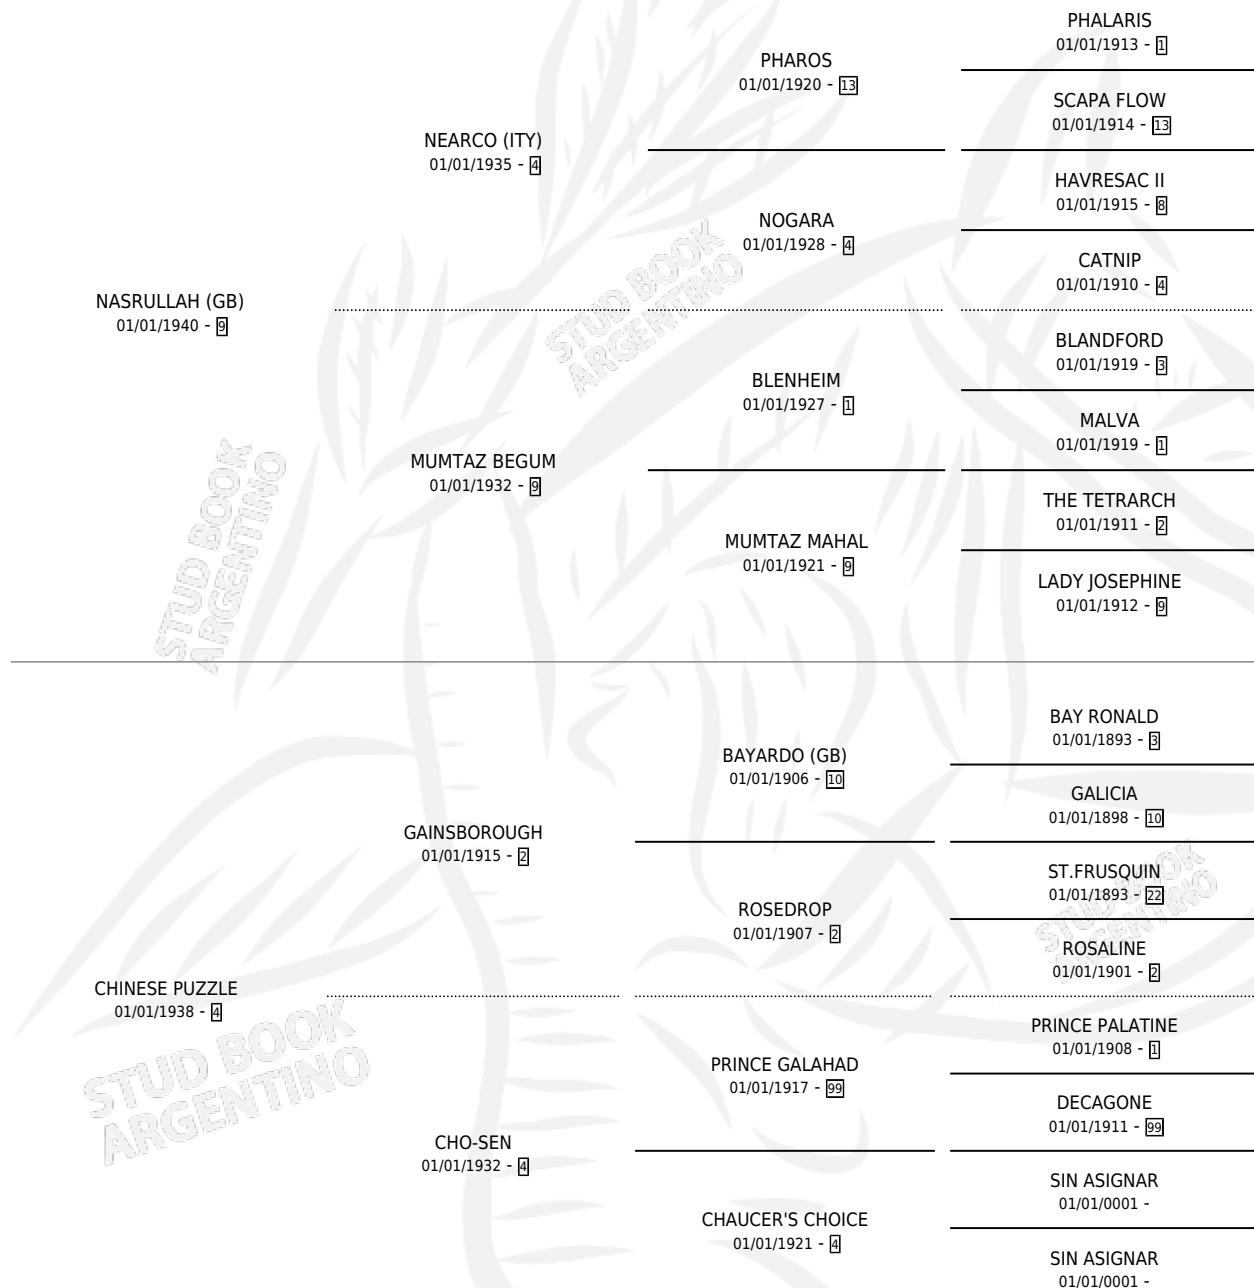 PHALARIS
01/01/1913 - 1
PHAROS
01/01/1920 - 13
SCAPA FLOW
01/01/1914 - 13
NEARCO (ITY)
01/01/1935 - 4
HAVRESAC II
01/01/1915 - 8
NOGARA
01/01/1928 - 4
CATNIP
01/01/1910 - 4
NASRULLAH (GB)
01/01/1940 - 9
STUD BOOK
ARGENTINO
BLANDFORD
01/01/1919 - 3
BLENHEIM
01/01/1927 - 1
MALVA
01/01/1919 - 1
MUMTAZ BEGUM
01/01/1932 - 9
THE TETRARCH
01/01/1911 - 2
MUMTAZ MAHAL
01/01/1921 - 9
LADY JOSEPHINE
01/01/1912 - 9
STUD BOOK
ARGENTINO
BAY RONALD
01/01/1893 - 3
BAYARDO (GB)
01/01/1906 - 10
GALICIA
01/01/1898 - 10
GAINSBOROUGH
01/01/1915 - 2
ST.FRUSQUIN
01/01/1893 - 22
STUD BOOK
ARGENTINO
ROSEDROP
01/01/1907 - 2
ROSALINE
01/01/1901 - 2
CHINESE PUZZLE
01/01/1938 - 4
STUD BOOK
ARGENTINO
PRINCE PALATINE
01/01/1908 - 1
PRINCE GALAHAD
01/01/1917 - 99
DECAGONE
01/01/1911 - 99
CHO-SEN
01/01/1932 - 4
SIN ASIGNAR
01/01/0001 -
CHAUCER'S CHOICE
01/01/1921 - 4
SIN ASIGNAR
01/01/0001 -